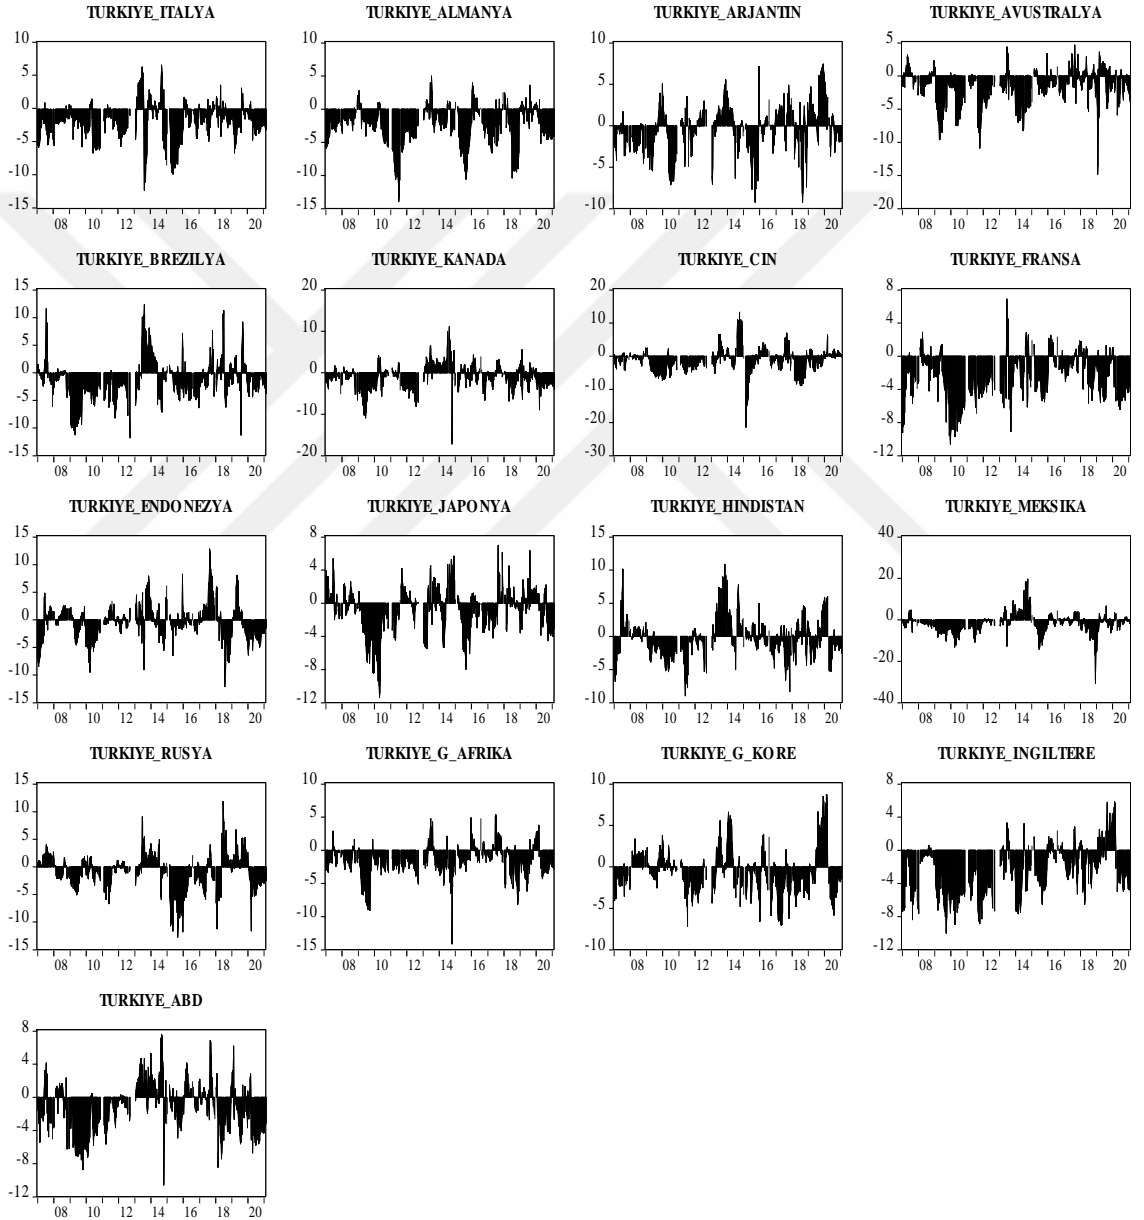 TURKIYE_ITALYA
10
5
0
-5
-10
-15
08 10 12 14 16 18 20
TURKIYE_ALMANYA
10
5
0
-5
-10
-15
08 10 12 14 16 18 20
TURKIYE_ARJANTIN
10
5
0
-5
-10
08 10 12 14 16 18 20
TURKIYE_AVUSTRALYA
5
0
-5
-10
-15
-20
08 10 12 14 16 18 20
TURKIYE_BREZILYA
15
10
5
0
-5
-10
-15
08 10 12 14 16 18 20
TURKIYE_KANADA
20
10
0
-10
-20
08 10 12 14 16 18 20
TURKIYE_CIN
20
10
0
-10
-20
-30
08 10 12 14 16 18 20
TURKIYE_FRANSA
8
4
0
-4
-8
-12
08 10 12 14 16 18 20
TURKIYE_ENDONEZYA
15
10
5
0
-5
-10
-15
08 10 12 14 16 18 20
TURKIYE_JAPONYA
8
4
0
-4
-8
-12
08 10 12 14 16 18 20
TURKIYE_HINDISTAN
15
10
5
0
-5
-10
08 10 12 14 16 18 20
TURKIYE_MEKSIKA
40
20
0
-20
-40
08 10 12 14 16 18 20
TURKIYE_RUSYA
15
10
5
0
-5
-10
-15
08 10 12 14 16 18 20
TURKIYE_G_AFRIKA
10
5
0
-5
-10
-15
08 10 12 14 16 18 20
TURKIYE_G_KORE
10
5
0
-5
-10
08 10 12 14 16 18 20
TURKIYE_INGILTERE
8
4
0
-4
-8
-12
08 10 12 14 16 18 20
TURKIYE_ABD
8
4
0
-4
-8
-12
08 10 12 14 16 18 20